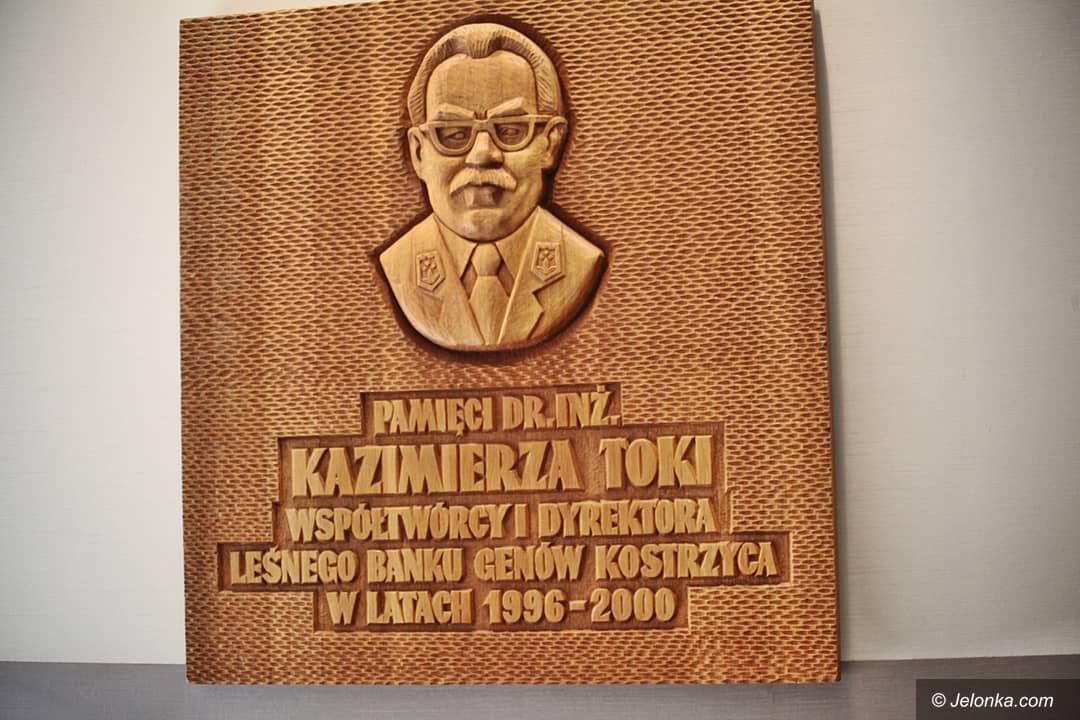 PAMIĘCI DR.INŻ.
KAZIMIERZA TOKI
WSPÓŁTWÓRCY I DYREKTORA
LEŚNEGO BANKU GENÓW KOSTRZYCA
W LATACH 1996-2000
© Jelonka.com